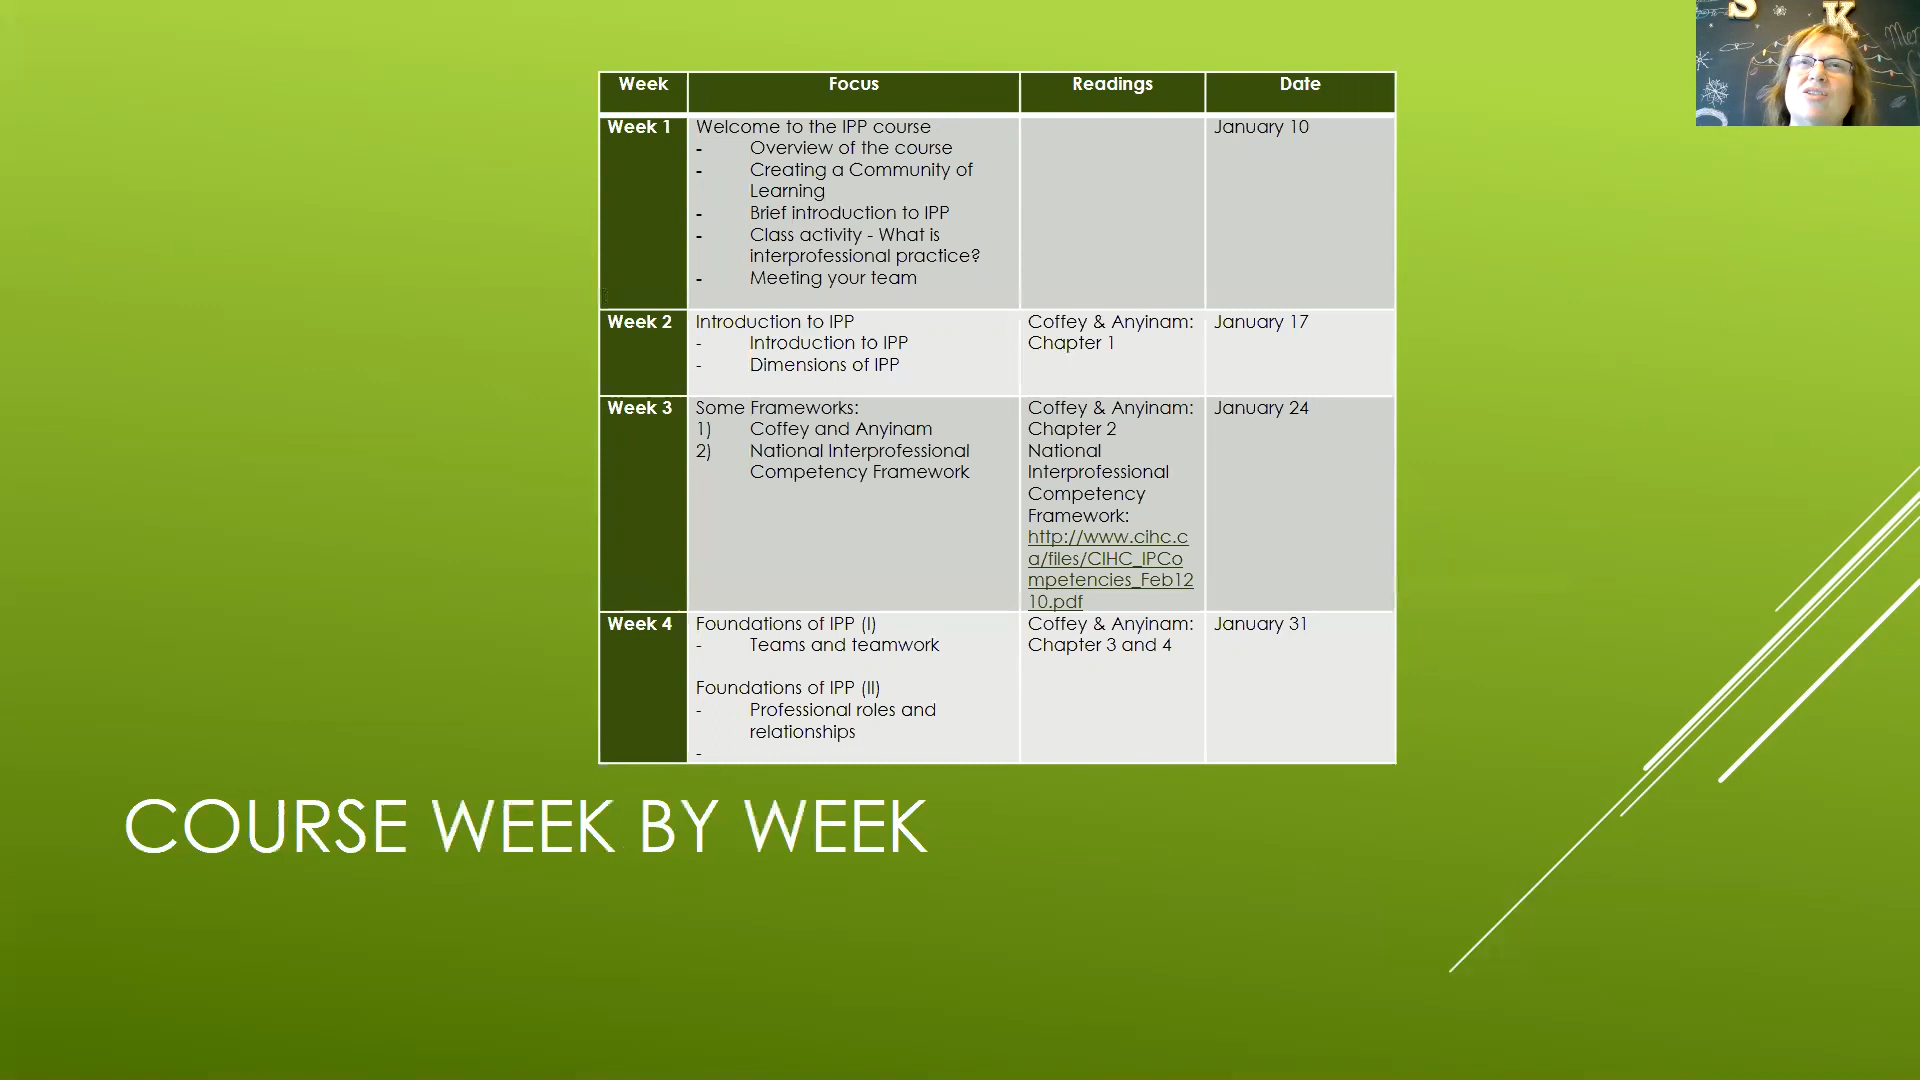 Week Focus Readings Date
Week 1 Welcome to the IPP course January 10
- Overview of the course
- Creating a Community of
Learning
- Brief introduction to IPP
- Class activity - What is
interprofessional practice?
- Meeting your team
Week 2 Introduction to IPP Coffey & Anyinam: January 17
- Introduction to IPP Chapter 1
- Dimensions of IPP
Week 3 Some Frameworks: Coffey & Anyinam: January 24
1) Coffey and Anyinam Chapter 2
2) National Interprofessional National
Competency Framework Interprofessional
Competency
Framework:
http://www.cihc.c
a/files/CIHC_IPCo
mpetencies_Feb12
10.pdf
Week 4 Foundations of IPP (I) Coffey & Anyinam: January 31
- Teams and teamwork Chapter 3 and 4
Foundations of IPP (II)
- Professional roles and
relationships
-
COURSE WEEK BY WEEK
S K